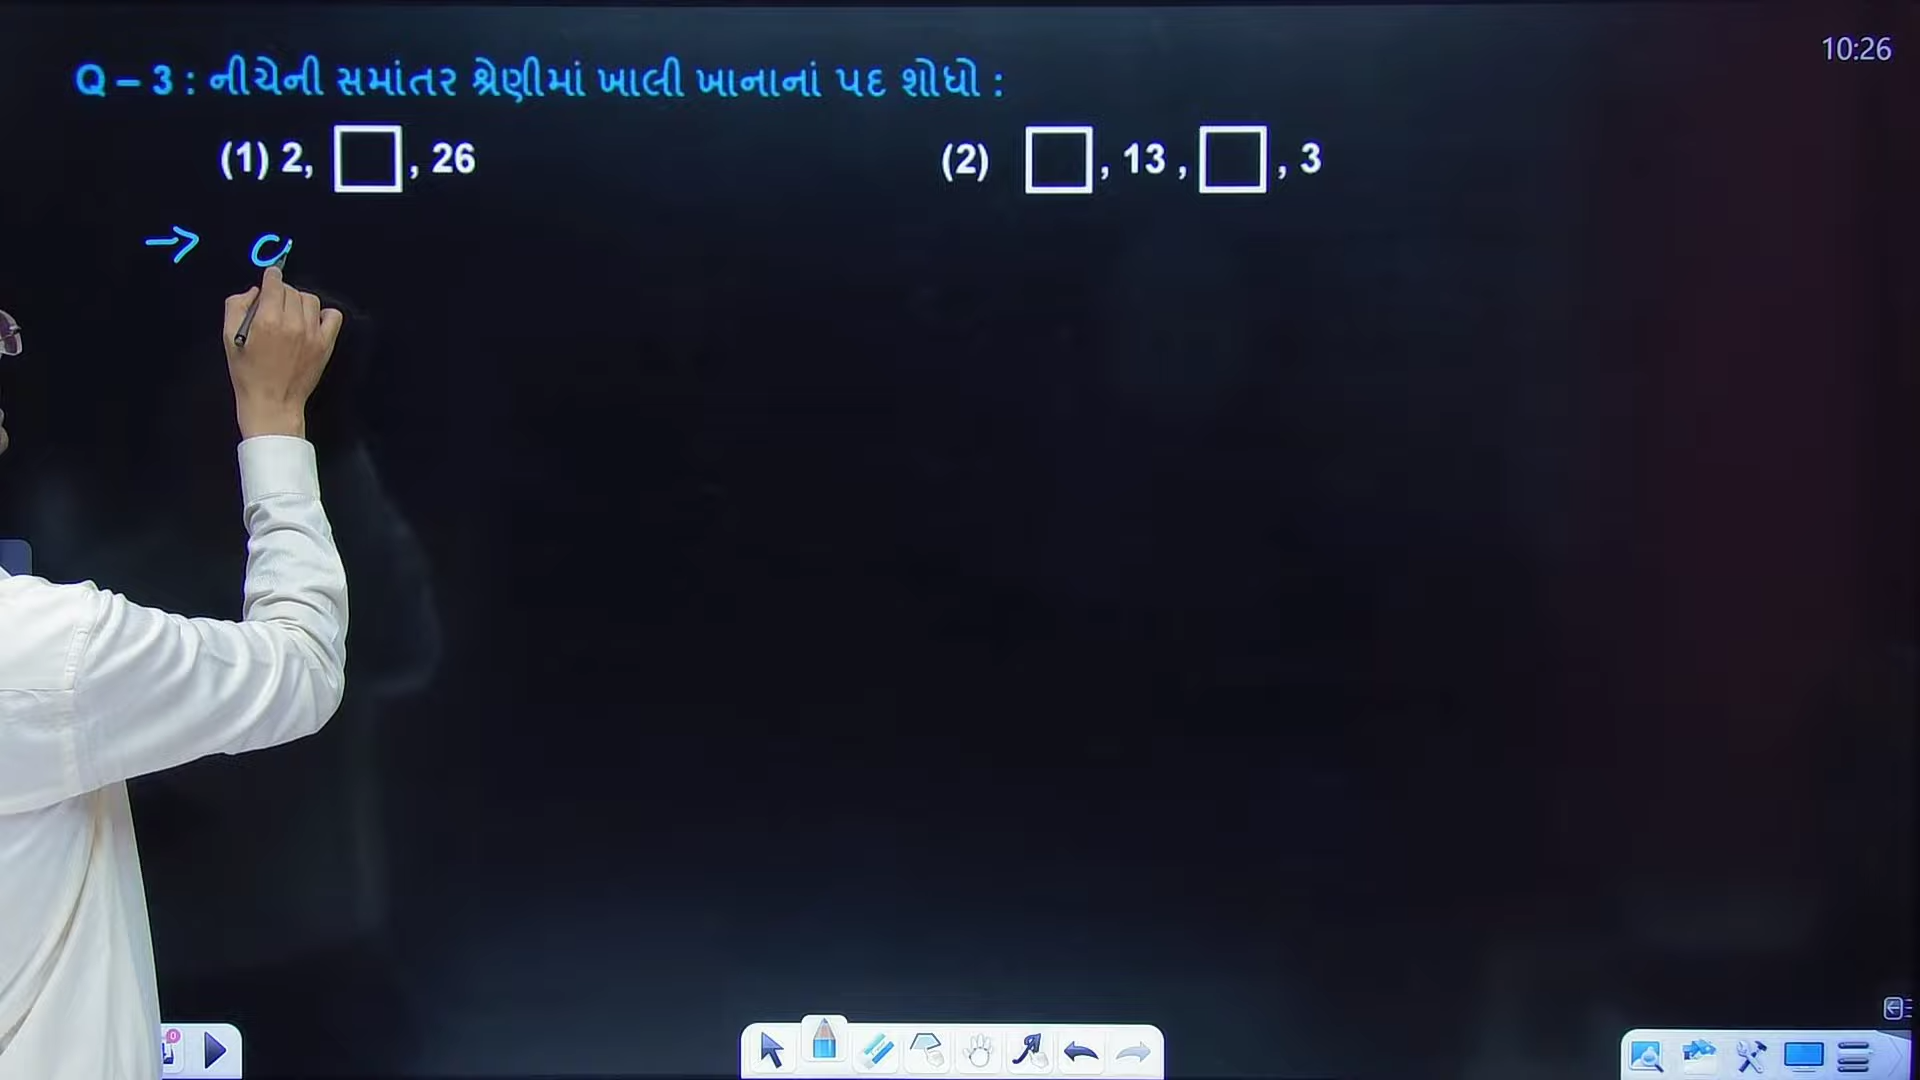 10:26
Q – 3 : નીચેની સમાંતર શ્રેણીમાં ખાલી ખાનાનાં પદ શોધો :
(1) 2, □ , 26 (2) □ , 13 , □ , 3
→ a